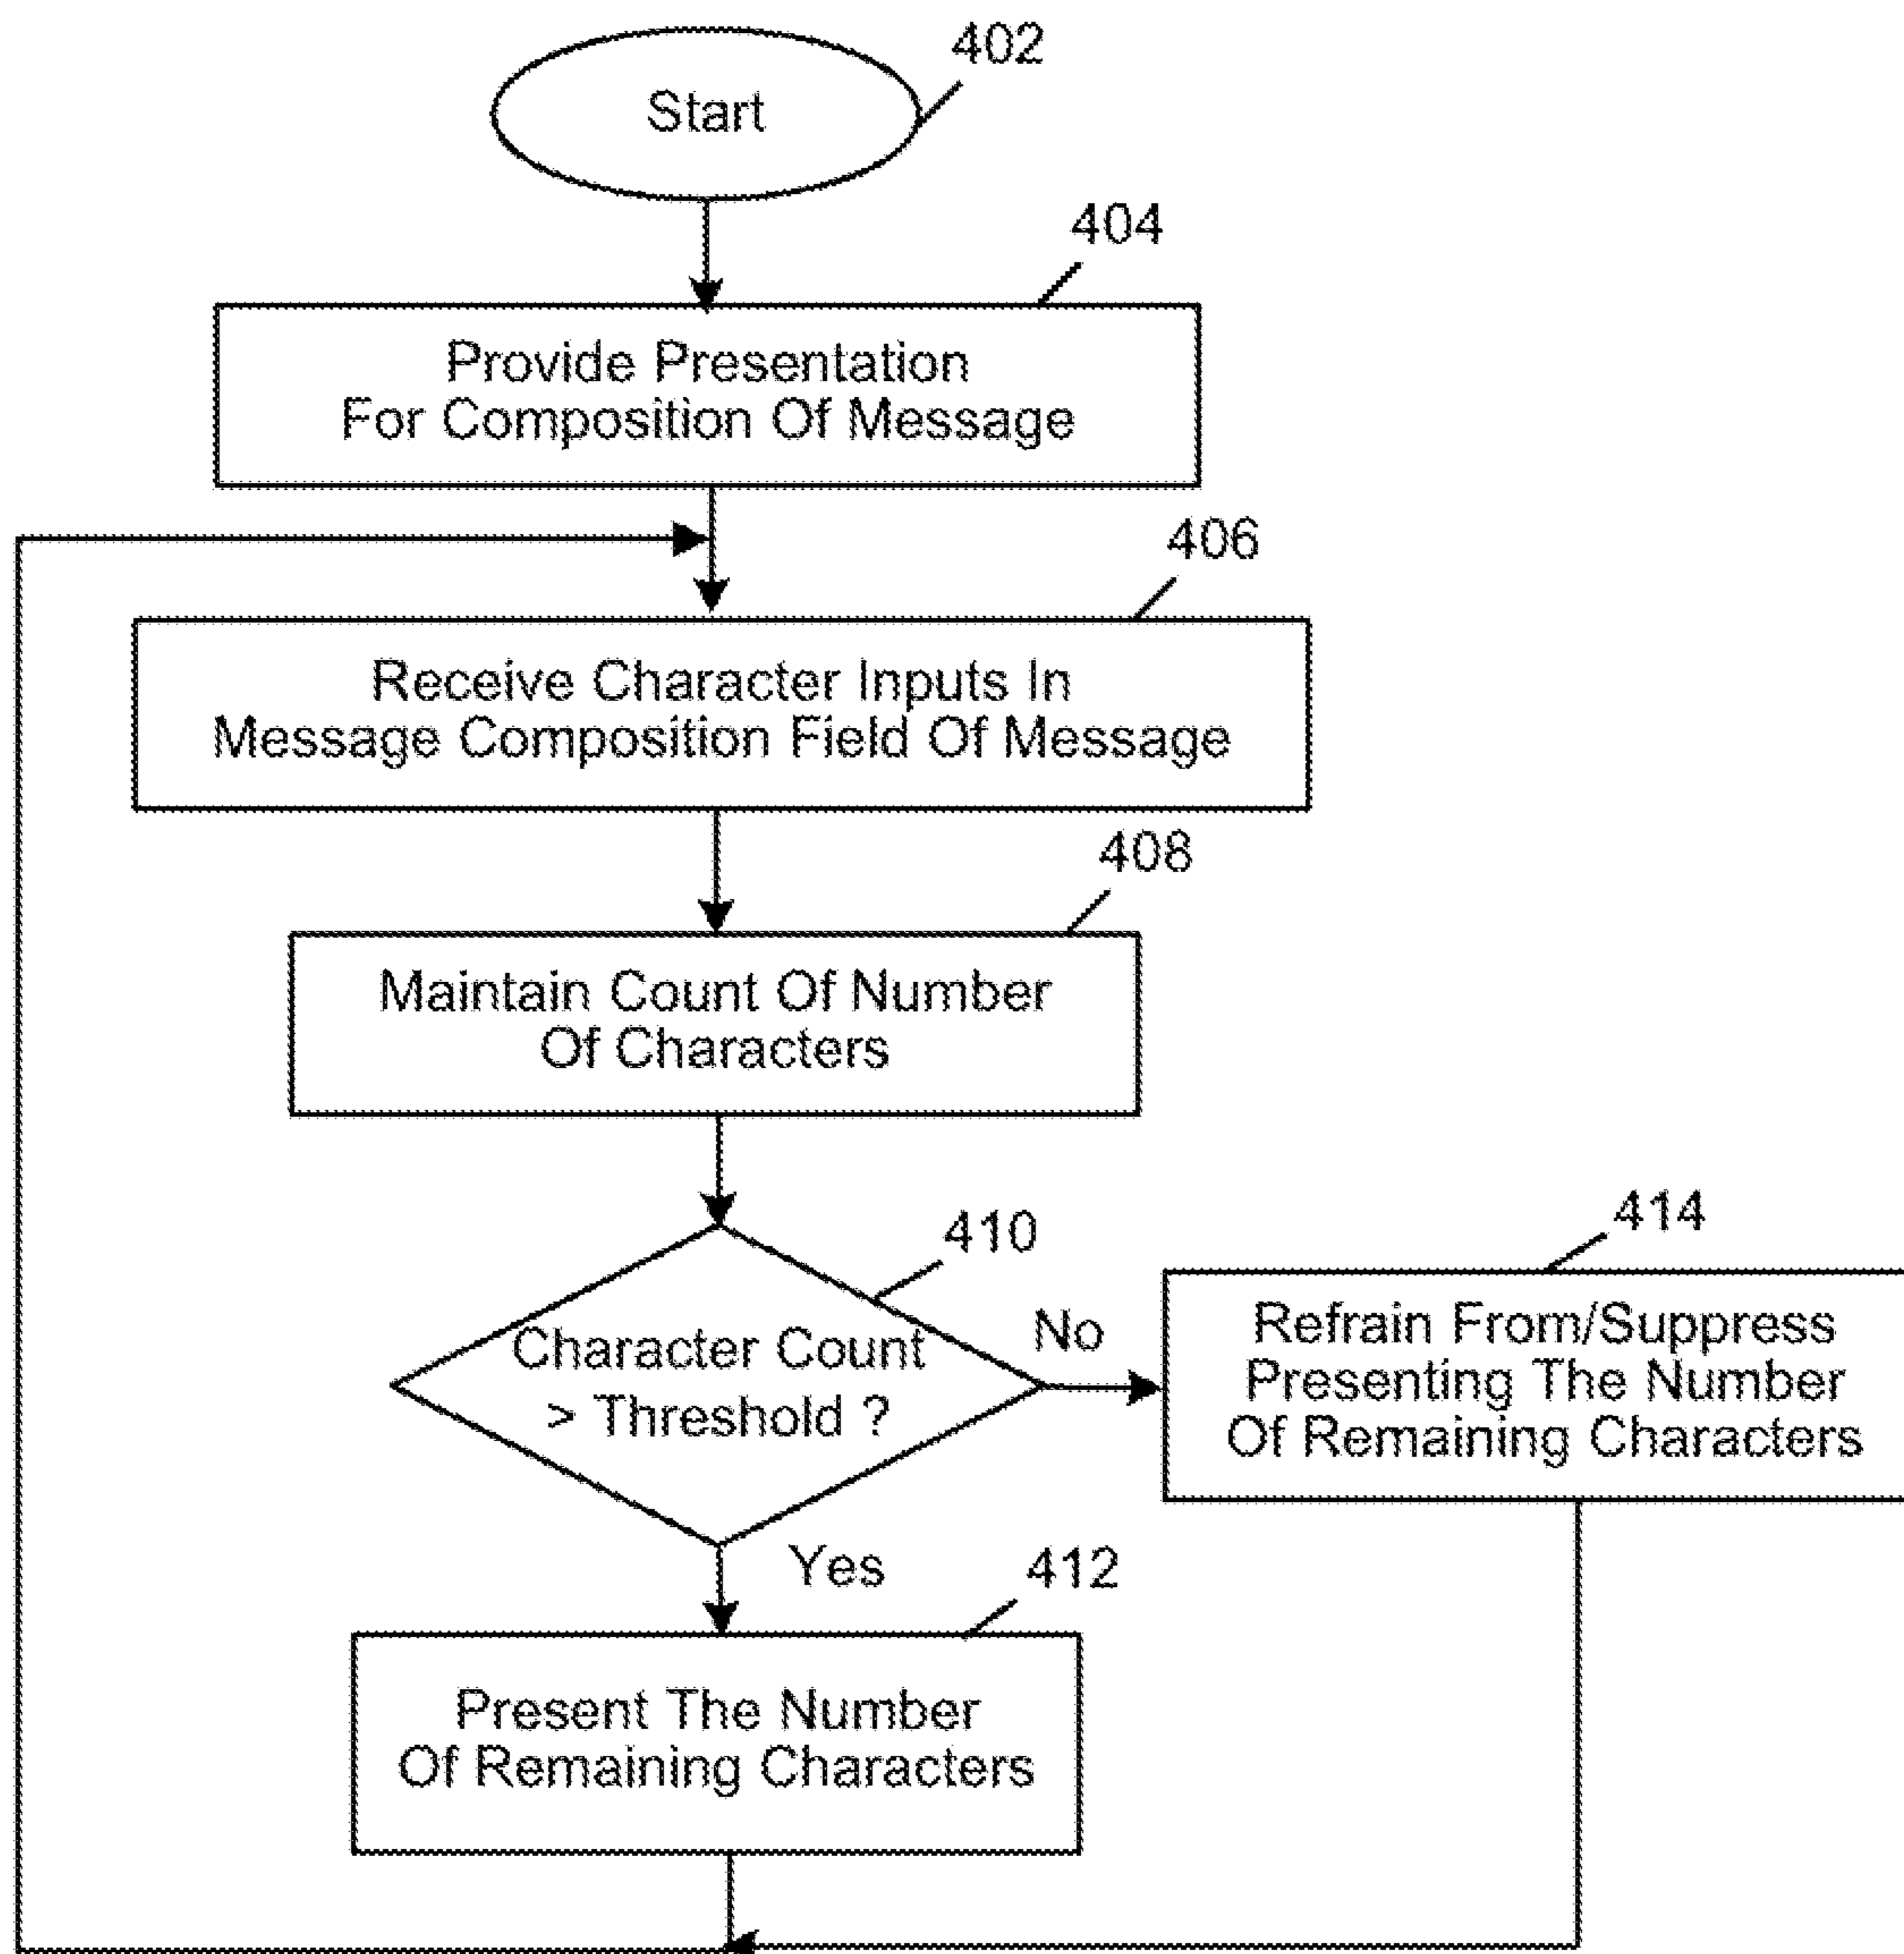 402
Start
404
Provide Presentation
For Composition Of Message
406
Receive Character Inputs In
Message Composition Field Of Message
408
Maintain Count Of Number
Of Characters
410
Character Count
> Threshold ?
No
414
Refrain From/Suppress
Presenting The Number
Of Remaining Characters
Yes
412
Present The Number
Of Remaining Characters